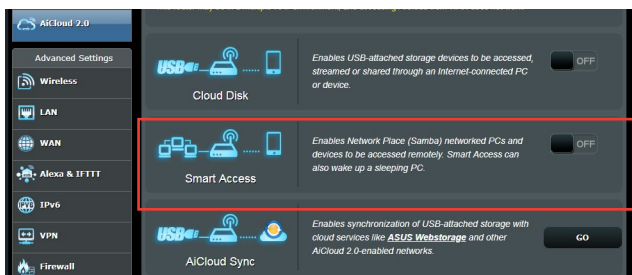 AiCloud 2.0
Advanced Settings
Wireless
LAN
WAN
Alexa & IFTTT
IPv6
VPN
Firewall
USB
Cloud Disk
Enables USB-attached storage devices to be accessed,
streamed or shared through an Internet-connected PC
or device.
OFF
Smart Access
Enables Network Place (Samba) networked PCs and
devices to be accessed remotely. Smart Access can
also wake up a sleeping PC.
OFF
USB
AiCloud Sync
Enables synchronization of USB-attached storage with
cloud services like ASUS Webstorage and other
AiCloud 2.0-enabled networks.
GO